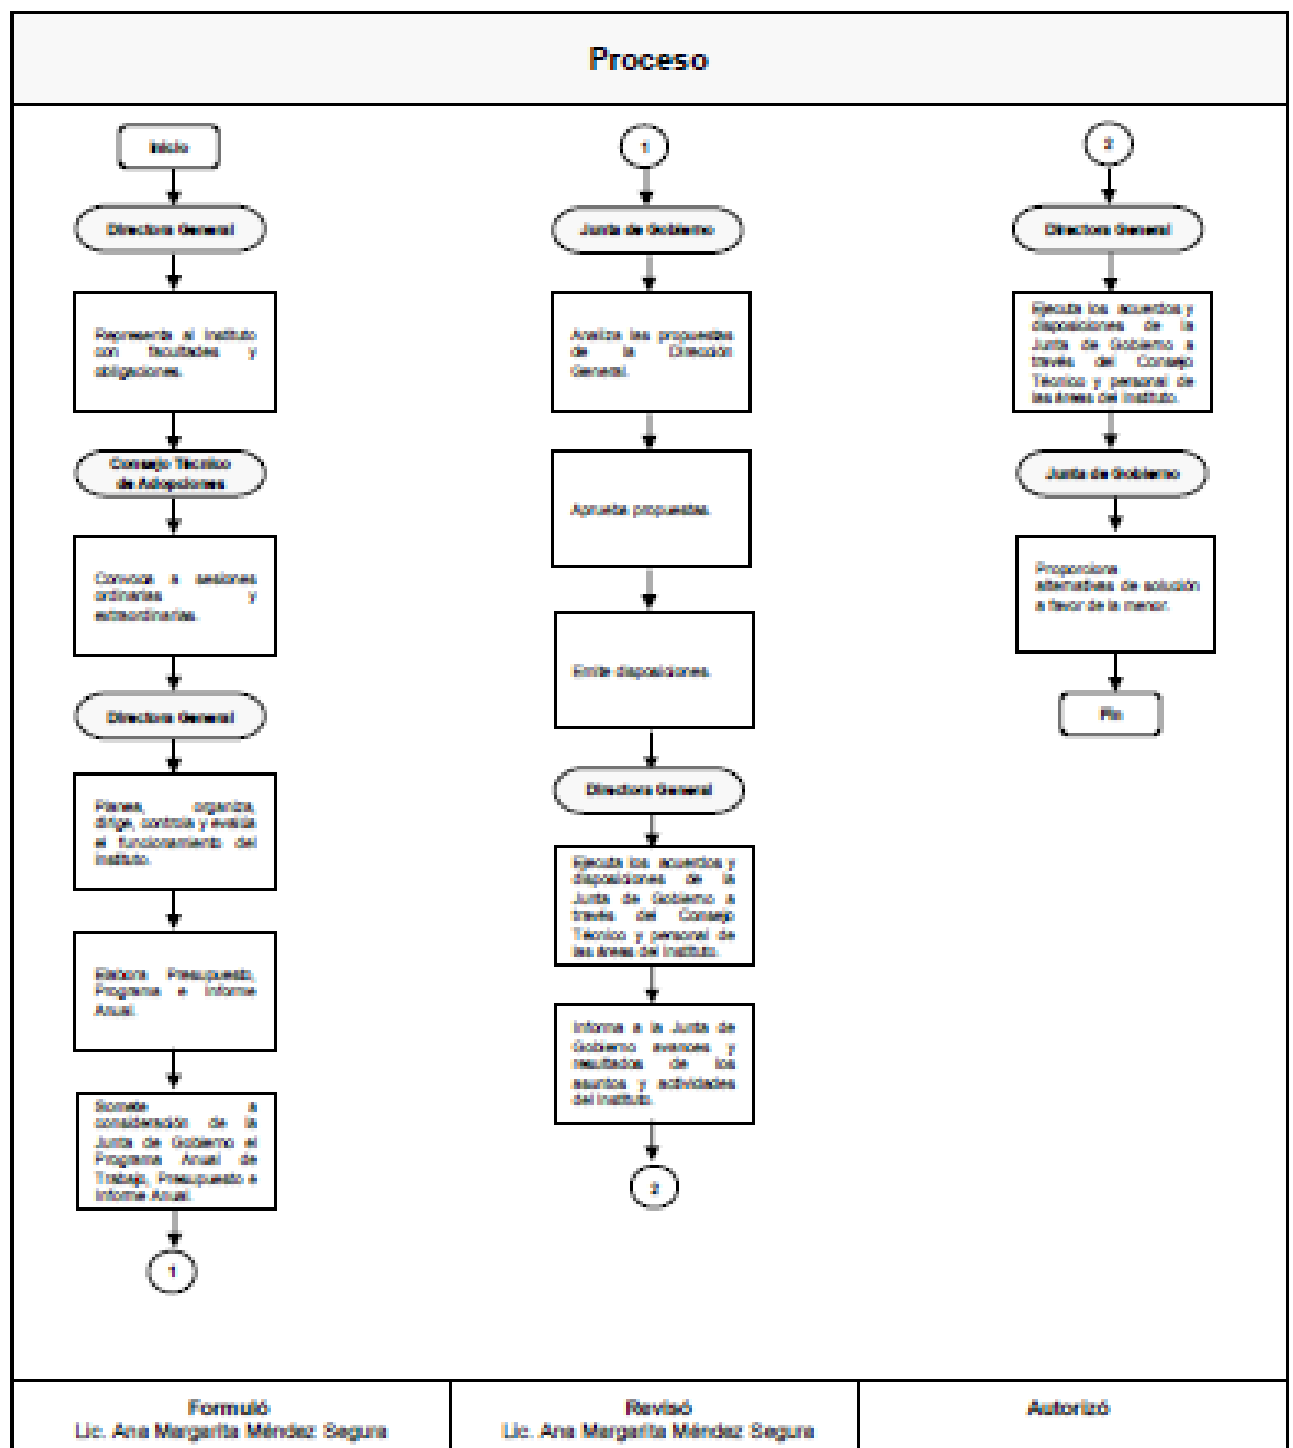 Proceso
Inicio
Directora General
Representa al Instituto
con facultades y
obligaciones.
Consejo Técnico
de Adopciones
Convoca a sesiones
ordinarias y
extraordinarias.
Directora General
Planea, organiza,
dirige, controla y evalúa
el funcionamiento del
Instituto.
Elabora Presupuesto,
Programa e Informe
Anual.
Somete a
consideración de la
Junta de Gobierno el
Programa Anual de
Trabajo, Presupuesto e
Informe Anual.
1
1
Junta de Gobierno
Analiza las propuestas
de la Dirección
General.
Aprueba propuestas.
Emite disposiciones.
Directora General
Ejecuta los acuerdos y
disposiciones de la
Junta de Gobierno a
través del Consejo
Técnico y personal de
las áreas del Instituto.
Informa a la Junta de
Gobierno avances y
resultados de los
asuntos y actividades
del Instituto.
2
2
Directora General
Ejecuta los acuerdos y
disposiciones de la
Junta de Gobierno a
través del Consejo
Técnico y personal de
las áreas del Instituto.
Junta de Gobierno
Proporciona
alternativas de solución
a favor de la menor.
Fin
Formuló
Lic. Ana Margarita Méndez Segura
Revisó
Lic. Ana Margarita Méndez Segura
Autorizó